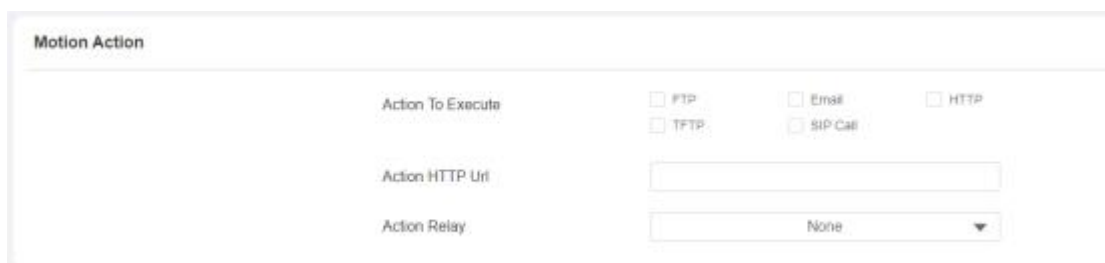 Motion Action
Action To Execute FTP Email HTTP
TFTP SIP Call
Action HTTP Url
Action Relay None